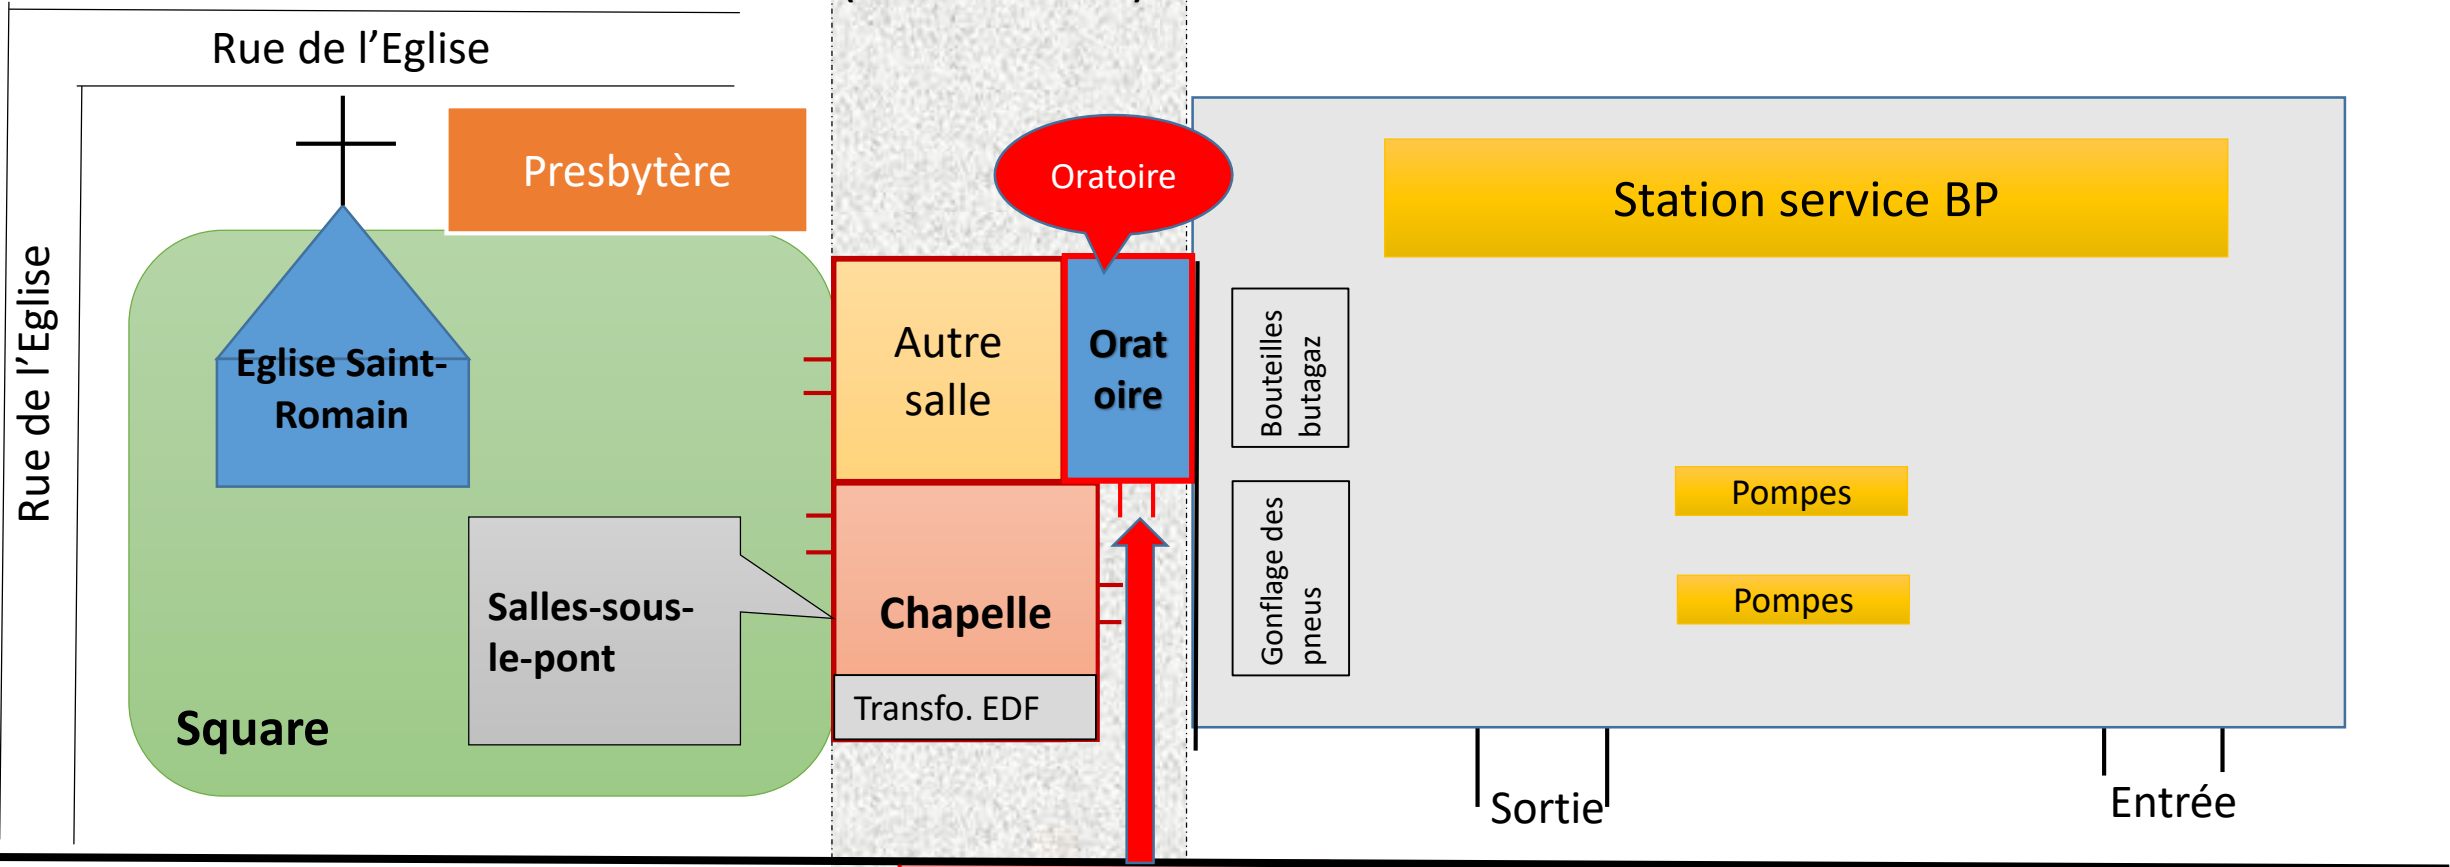 Rue de l’Eglise
Rue de l’Eglise
Presbytère
Oratoire
Station service BP
Eglise Saint-
Romain
Autre
salle
Orat
oire
Bouteilles
butagaz
Gonflage des
pneus
Pompes
Pompes
Salles-sous-
le-pont
Chapelle
Transfo. EDF
Square
Sortie
Entrée